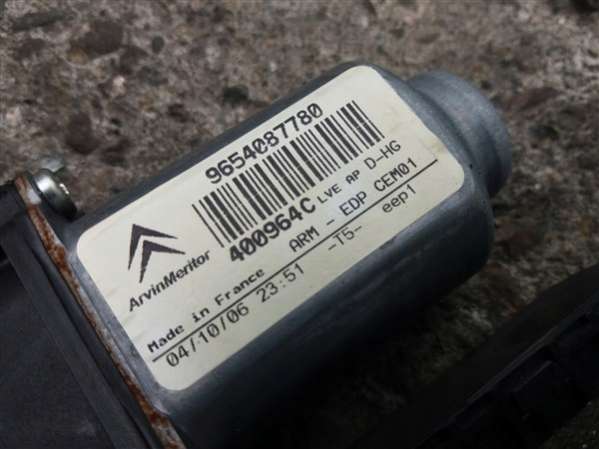 9654087780
400964C LVE AP D-HG
ArvinMeritor
ARM - EDP CEM01
Made in France -T5- eep1
04/10/06 23:51